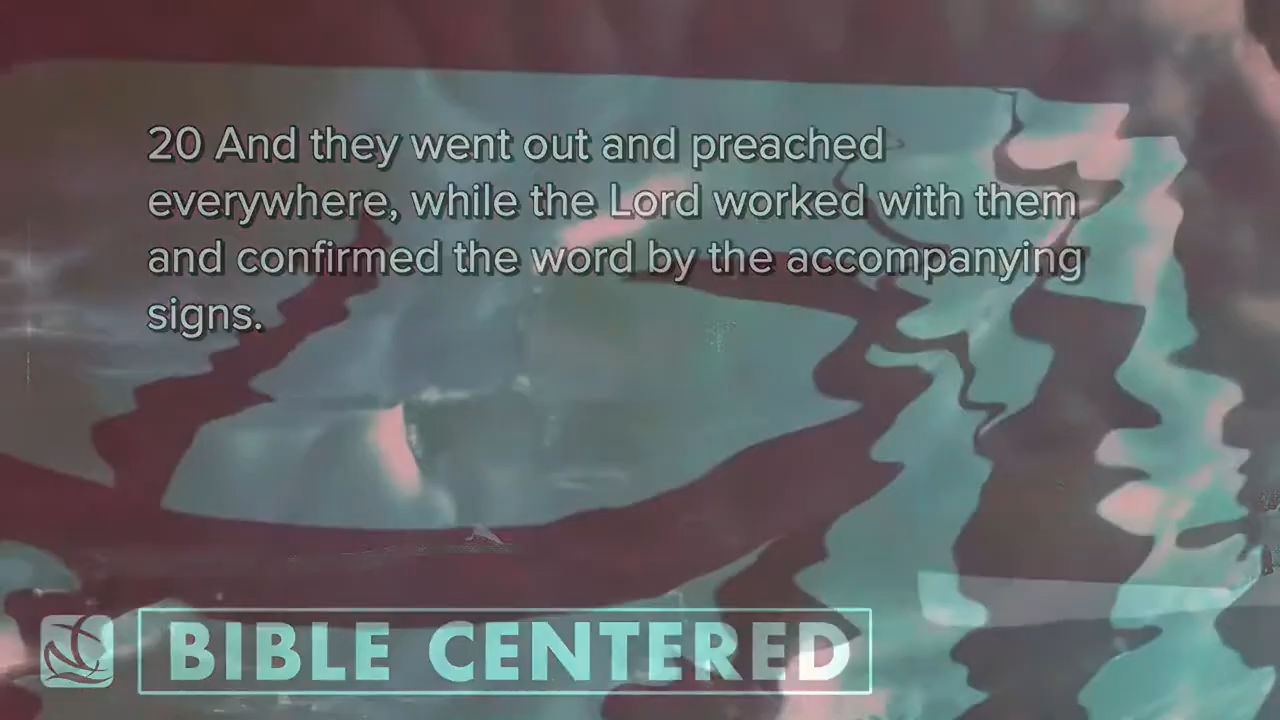 20 And they went out and preached
everywhere, while the Lord worked with them
and confirmed the word by the accompanying
signs.
BIBLE CENTERED